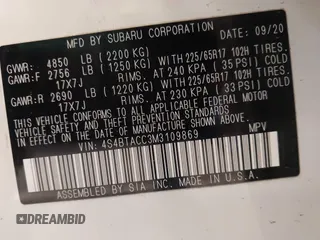 MFD BY SUBARU CORPORATION 09/20
GVWR: 4850 LB (2200 KG)
GAWR:F 2756 LB (1250 KG) WITH 225/65R17 102H TIRES.
17X7J RIMS. AT 240 KPA (35 PSI) COLD
GAWR:R 2690 LB (1220 KG) WITH 225/65R17 102H TIRES.
17X7J RIMS. AT 230 KPA (33 PSI) COLD
THIS VEHICLE CONFORMS TO ALL APPLICABLE FEDERAL MOTOR
VEHICLE SAFETY STANDARDS IN EFFECT ON
THE DATE OF MANUFACTURE SHOWN ABOVE.
VIN: 4S4BTACC3M3109869 MPV
ASSEMBLED BY SIA INC. MADE IN U.S.A.
DREAMBID